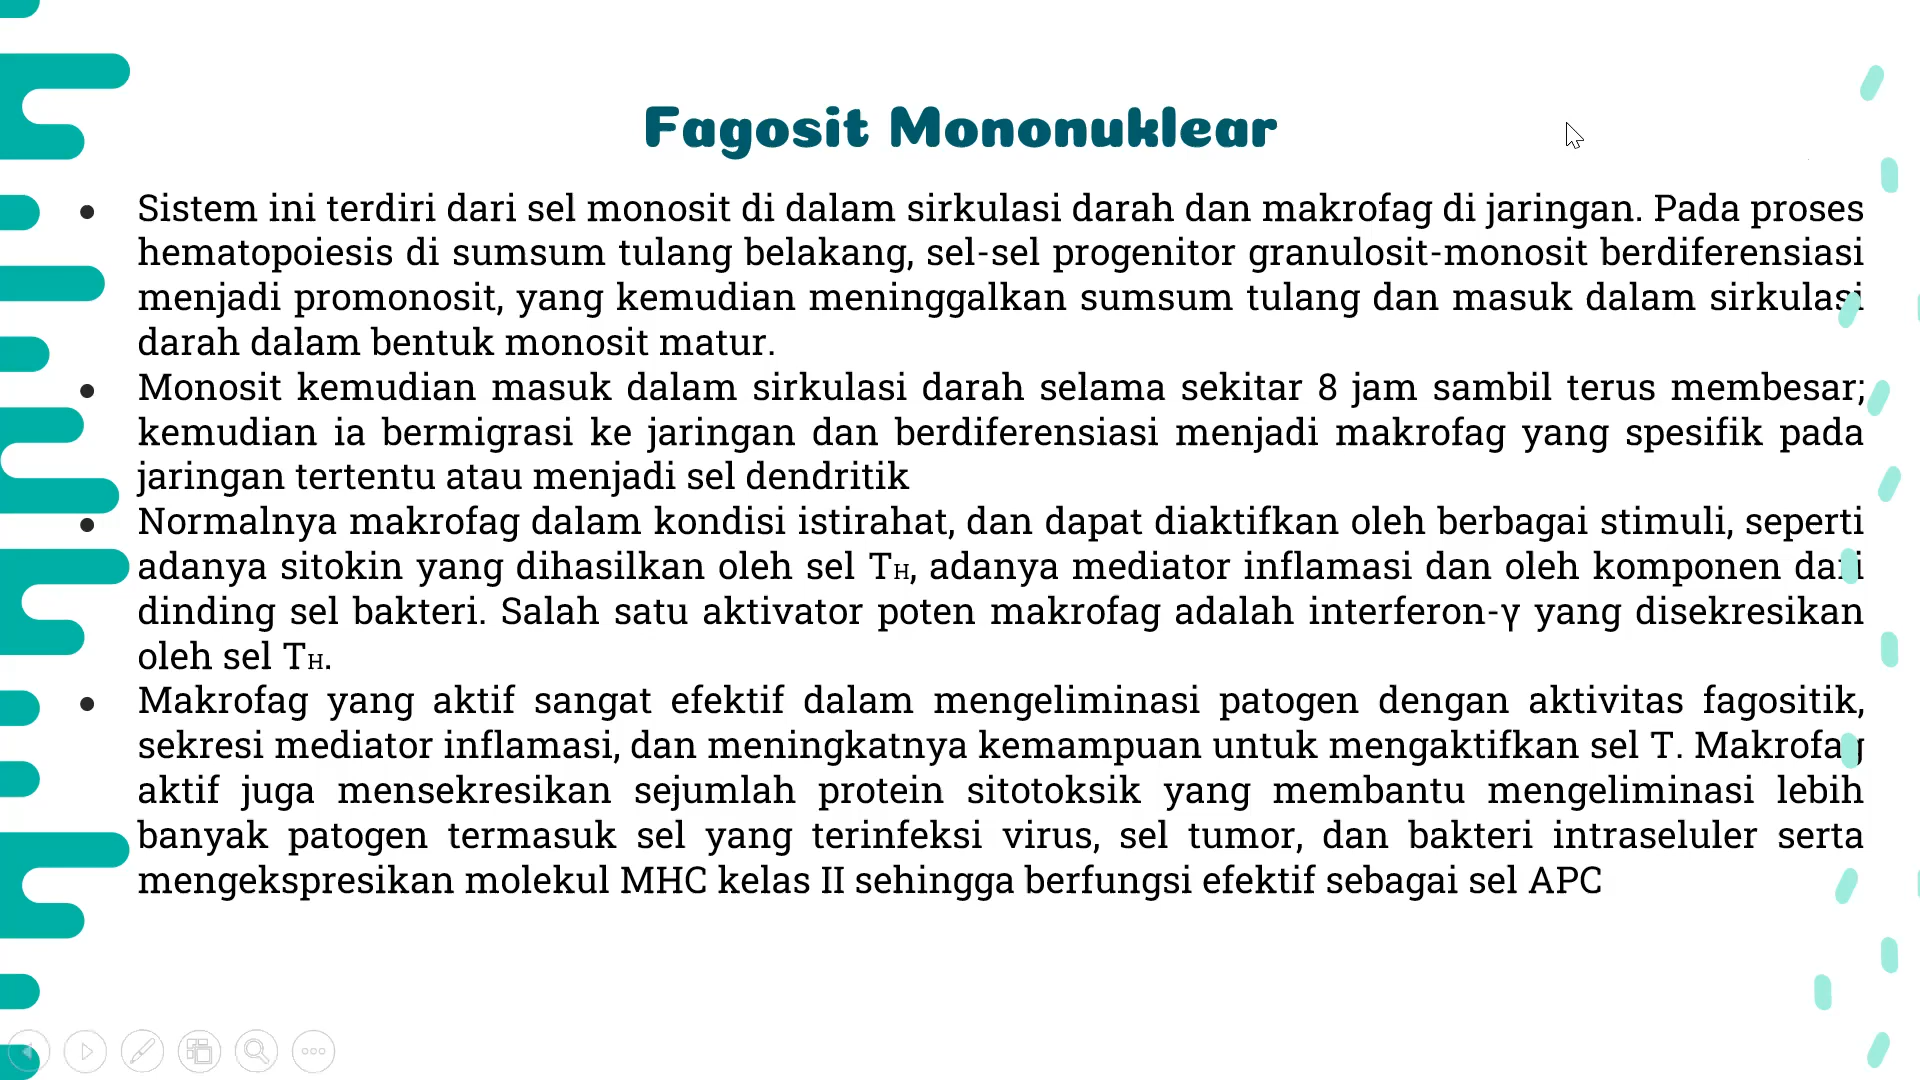 Fagosit Mononuklear
• Sistem ini terdiri dari sel monosit di dalam sirkulasi darah dan makrofag di jaringan. Pada proses
hematopoiesis di sumsum tulang belakang, sel-sel progenitor granulosit-monosit berdiferensiasi
menjadi promonosit, yang kemudian meninggalkan sumsum tulang dan masuk dalam sirkulasi
darah dalam bentuk monosit matur.
• Monosit kemudian masuk dalam sirkulasi darah selama sekitar 8 jam sambil terus membesar;
kemudian ia bermigrasi ke jaringan dan berdiferensiasi menjadi makrofag yang spesifik pada
jaringan tertentu atau menjadi sel dendritik
• Normalnya makrofag dalam kondisi istirahat, dan dapat diaktifkan oleh berbagai stimuli, seperti
adanya sitokin yang dihasilkan oleh sel TH, adanya mediator inflamasi dan oleh komponen dari
dinding sel bakteri. Salah satu aktivator poten makrofag adalah interferon-γ yang disekresikan
oleh sel TH.
• Makrofag yang aktif sangat efektif dalam mengeliminasi patogen dengan aktivitas fagositik,
sekresi mediator inflamasi, dan meningkatnya kemampuan untuk mengaktifkan sel T. Makrofag
aktif juga mensekresikan sejumlah protein sitotoksik yang membantu mengeliminasi lebih
banyak patogen termasuk sel yang terinfeksi virus, sel tumor, dan bakteri intraseluler serta
mengekspresikan molekul MHC kelas II sehingga berfungsi efektif sebagai sel APC